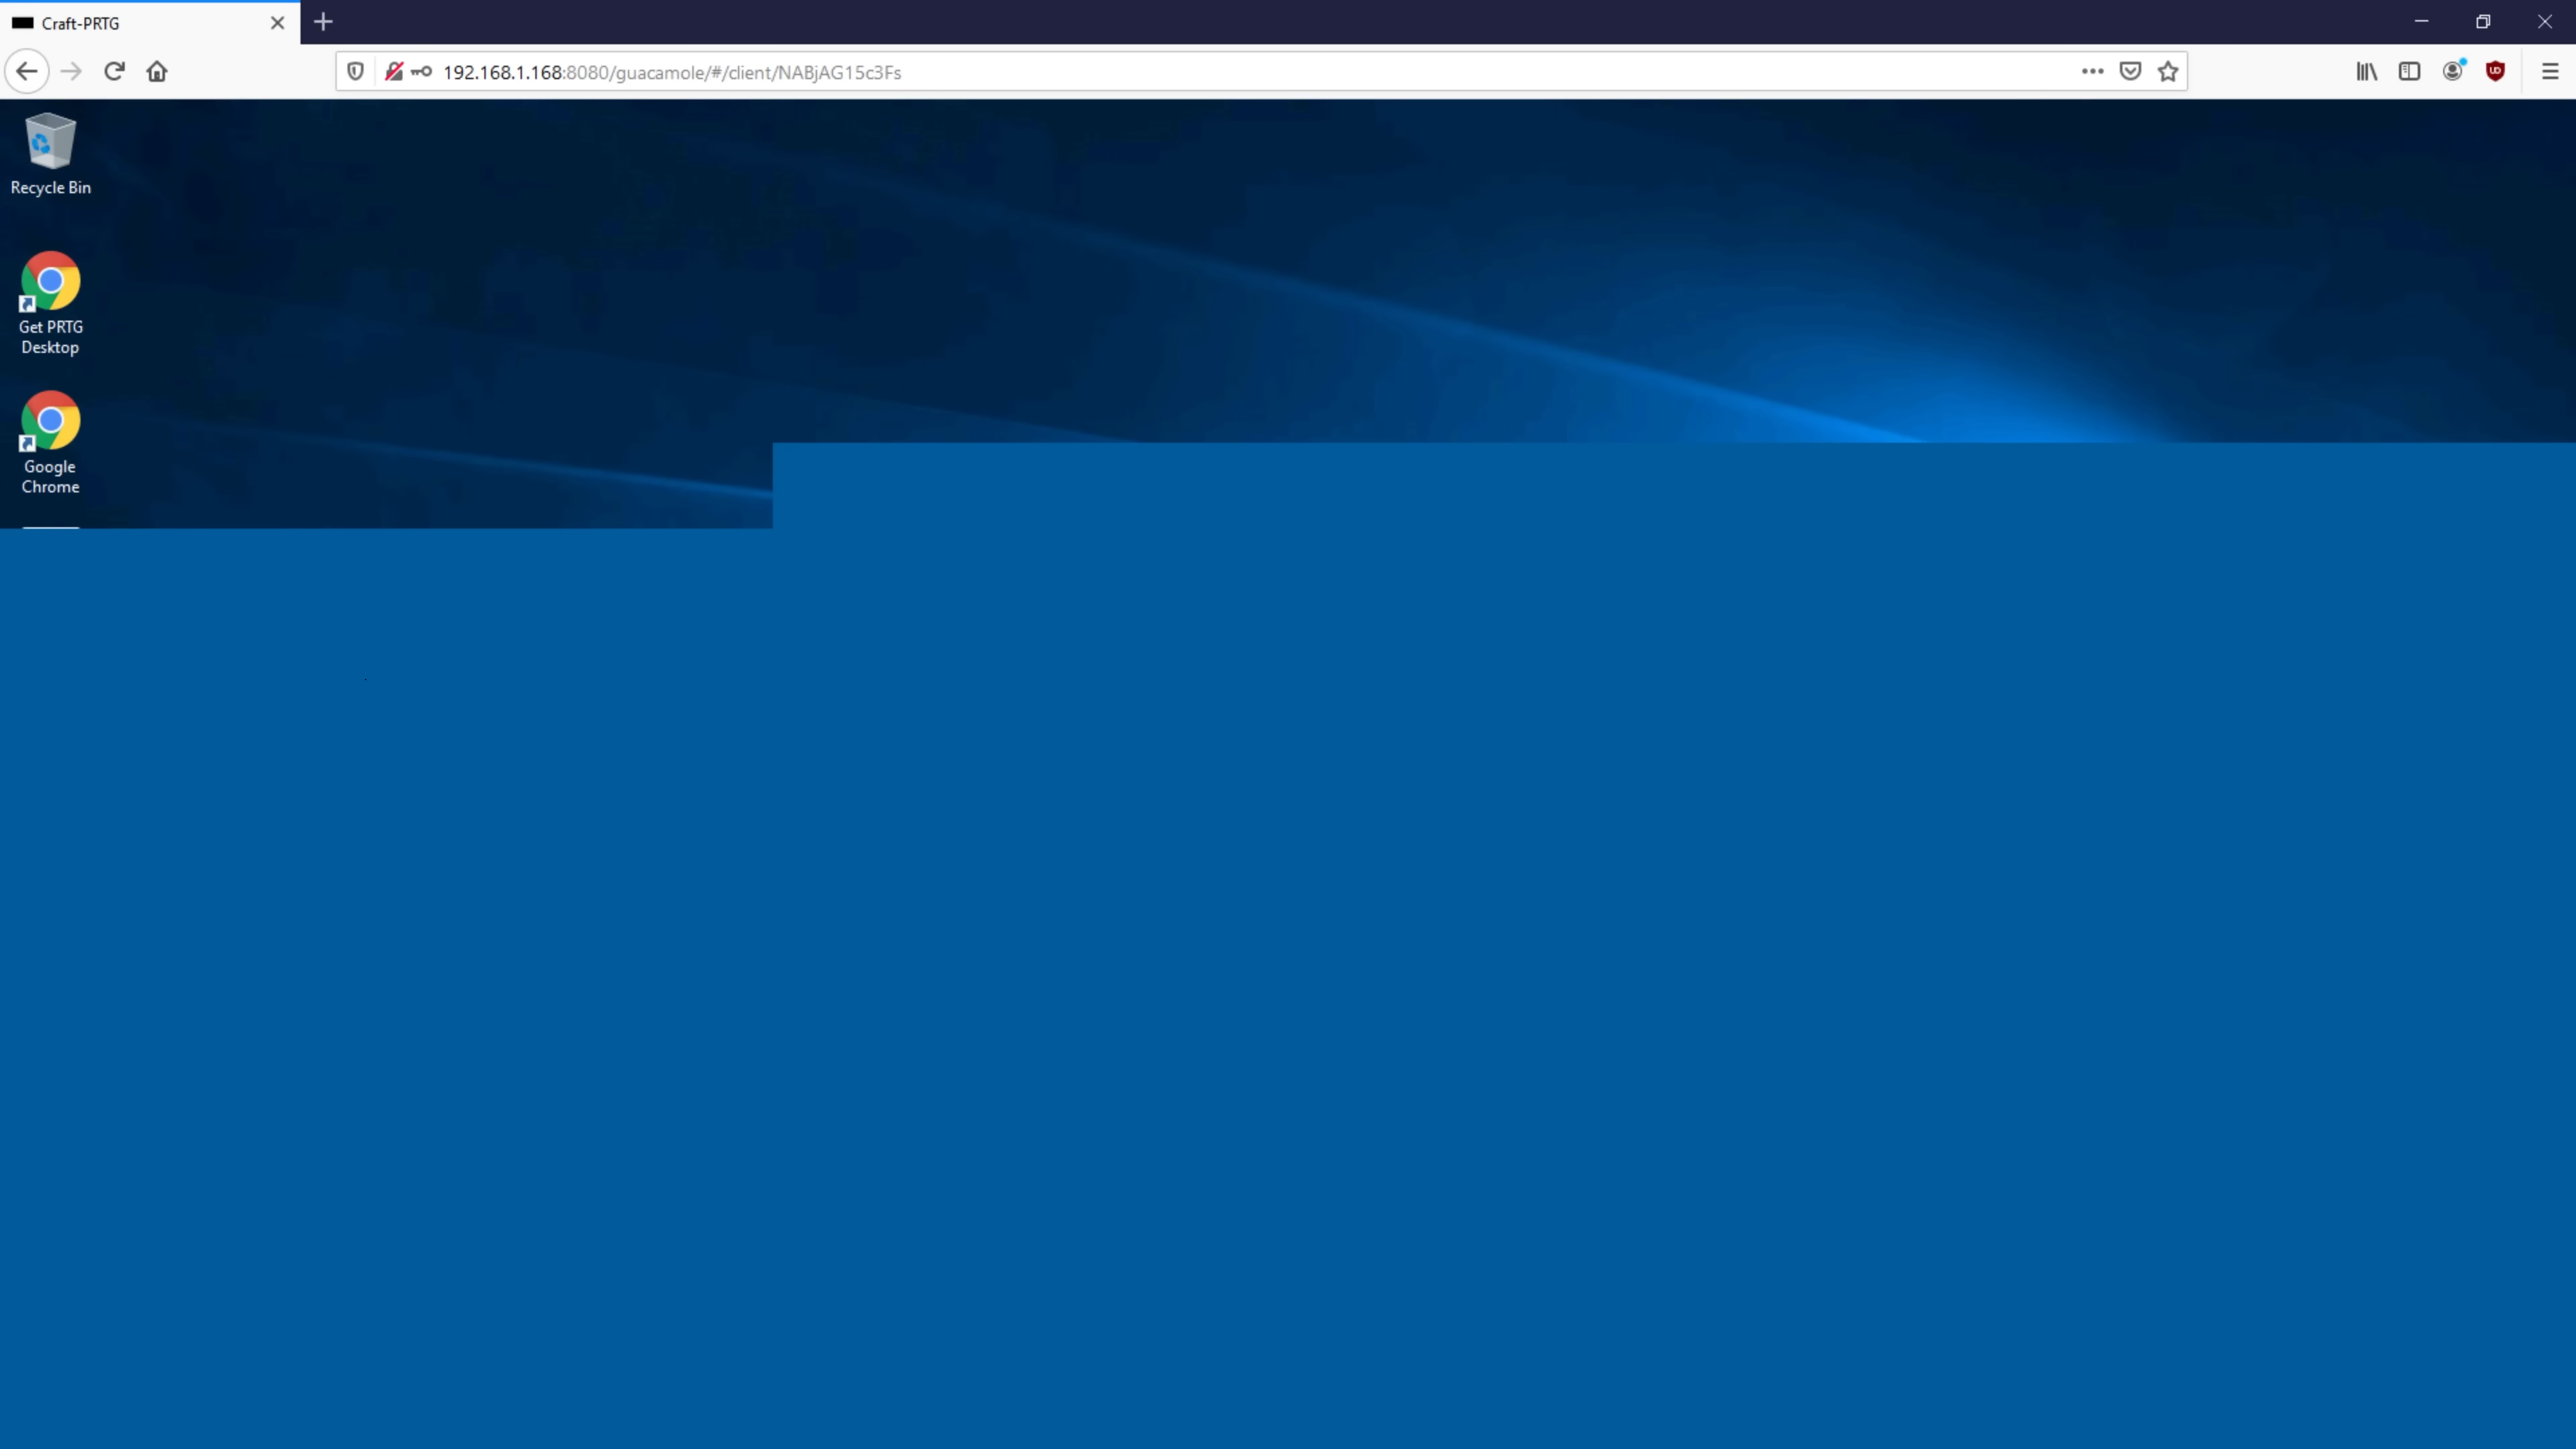 Craft-PRTG
192.168.1.168:8080/guacamole/#/client/NABjAG15c3Fs
Recycle Bin
Get PRTG
Desktop
Google
Chrome